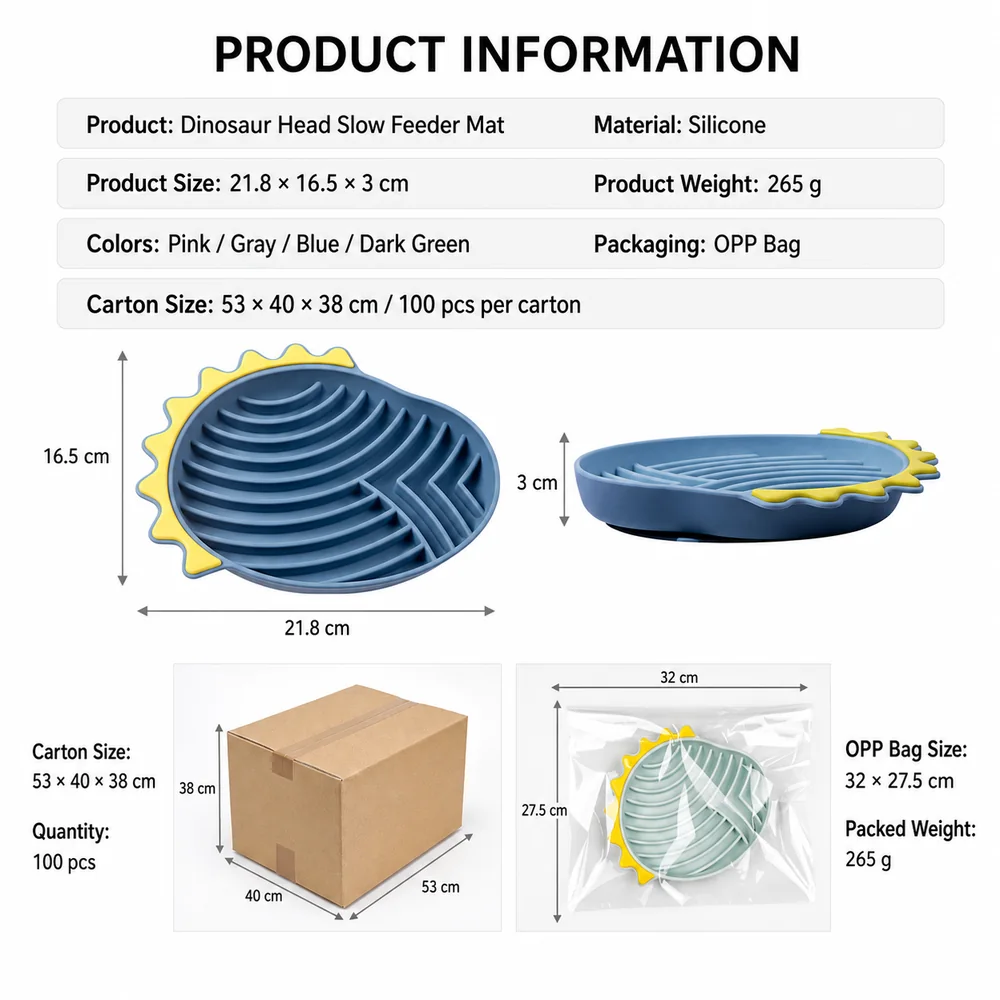 PRODUCT INFORMATION
Product: Dinosaur Head Slow Feeder Mat
Material: Silicone
Product Size: 21.8 × 16.5 × 3 cm
Product Weight: 265 g
Colors: Pink / Gray / Blue / Dark Green
Packaging: OPP Bag
Carton Size: 53 × 40 × 38 cm / 100 pcs per carton
16.5 cm
3 cm
21.8 cm
Carton Size:
53 × 40 × 38 cm
Quantity:
100 pcs
38 cm
40 cm
53 cm
32 cm
27.5 cm
OPP Bag Size:
32 × 27.5 cm
Packed Weight:
265 g